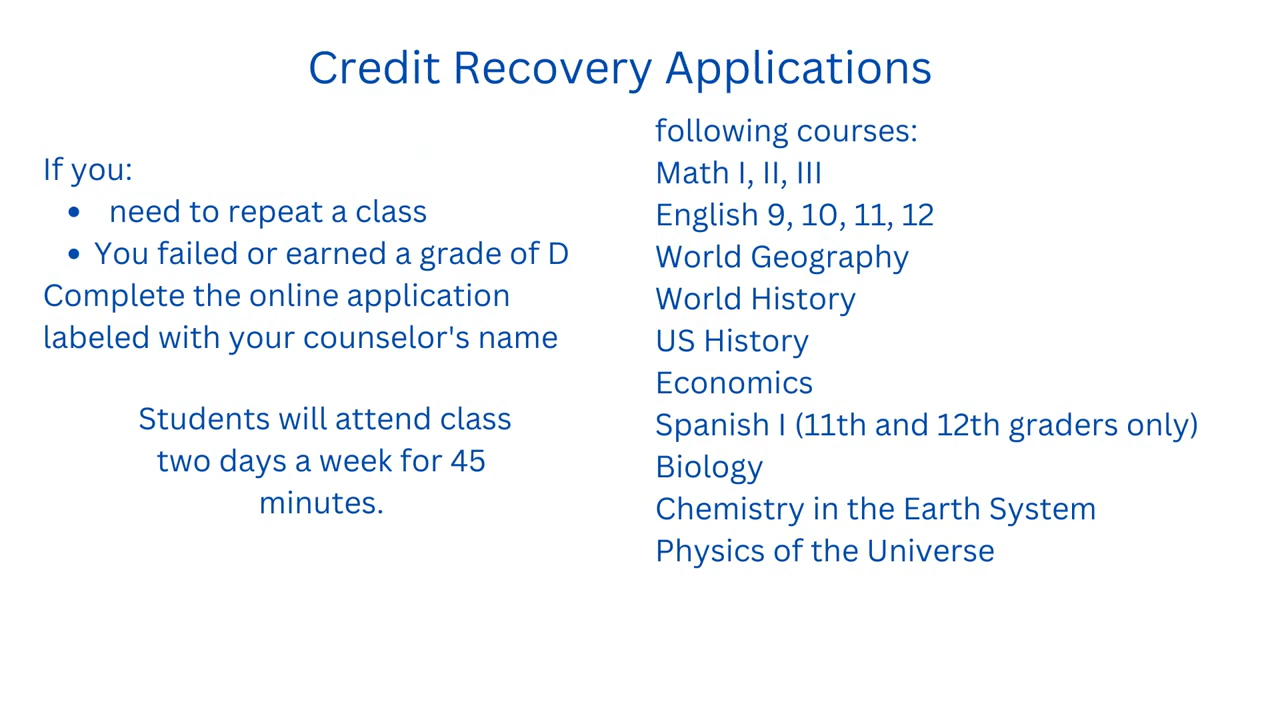 Credit Recovery Applications
If you:
• need to repeat a class
• You failed or earned a grade of D
Complete the online application
labeled with your counselor's name
Students will attend class
two days a week for 45
minutes.
following courses:
Math I, II, III
English 9, 10, 11, 12
World Geography
World History
US History
Economics
Spanish I (11th and 12th graders only)
Biology
Chemistry in the Earth System
Physics of the Universe